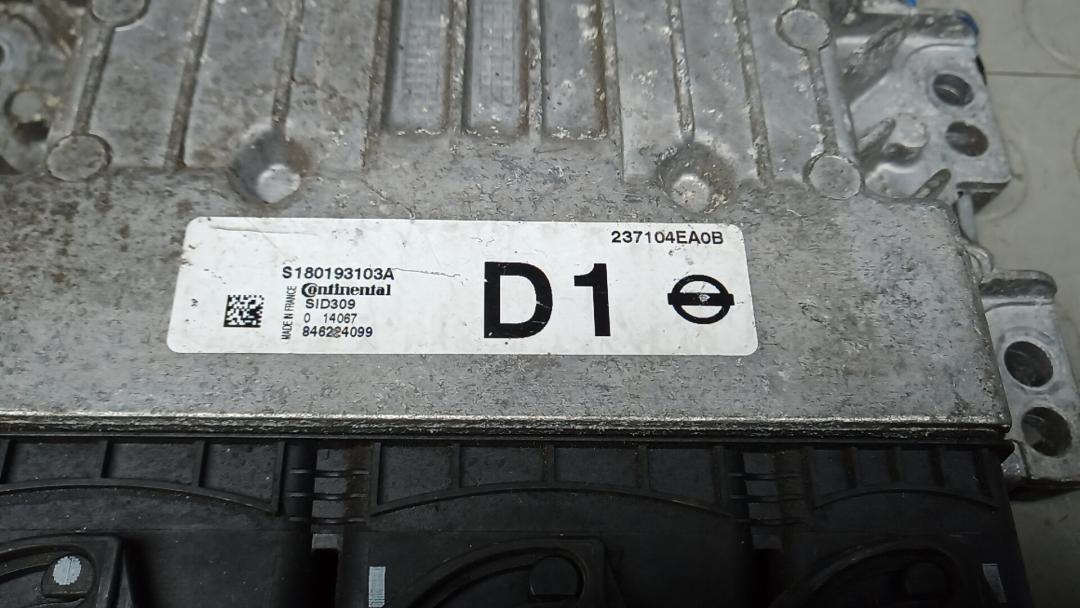 237104EA0B
S180193103A
Continental
SID309
0 14067
846224099
MADE IN FRANCE
D1